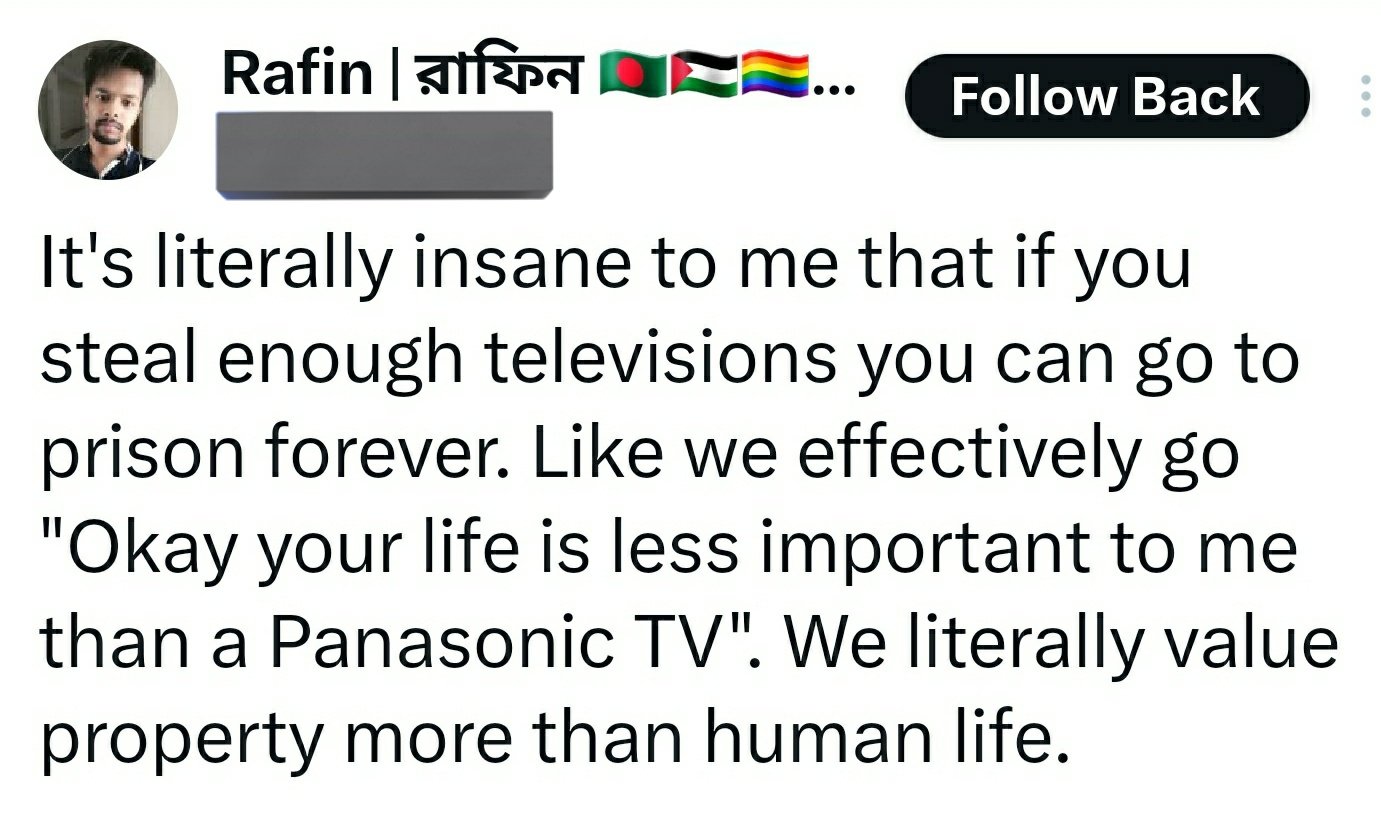 Rafin | রাফিন 🇧🇩🇵🇸🏳️‍🌈...
Follow Back
It's literally insane to me that if you
steal enough televisions you can go to
prison forever. Like we effectively go
"Okay your life is less important to me
than a Panasonic TV". We literally value
property more than human life.